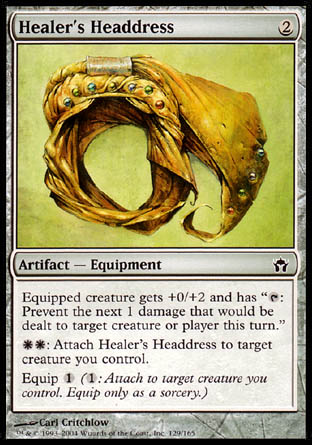 Healer's Headdress 2
Artifact — Equipment
Equipped creature gets +0/+2 and has “:
Prevent the next 1 damage that would be
dealt to target creature or player this turn.”
: Attach Healer's Headdress to target
creature you control.
Equip 1 (1: Attach to target creature you
control. Equip only as a sorcery.)
Carl Critchlow
™ & © 1993–2004 Wizards of the Coast, Inc. 129/165